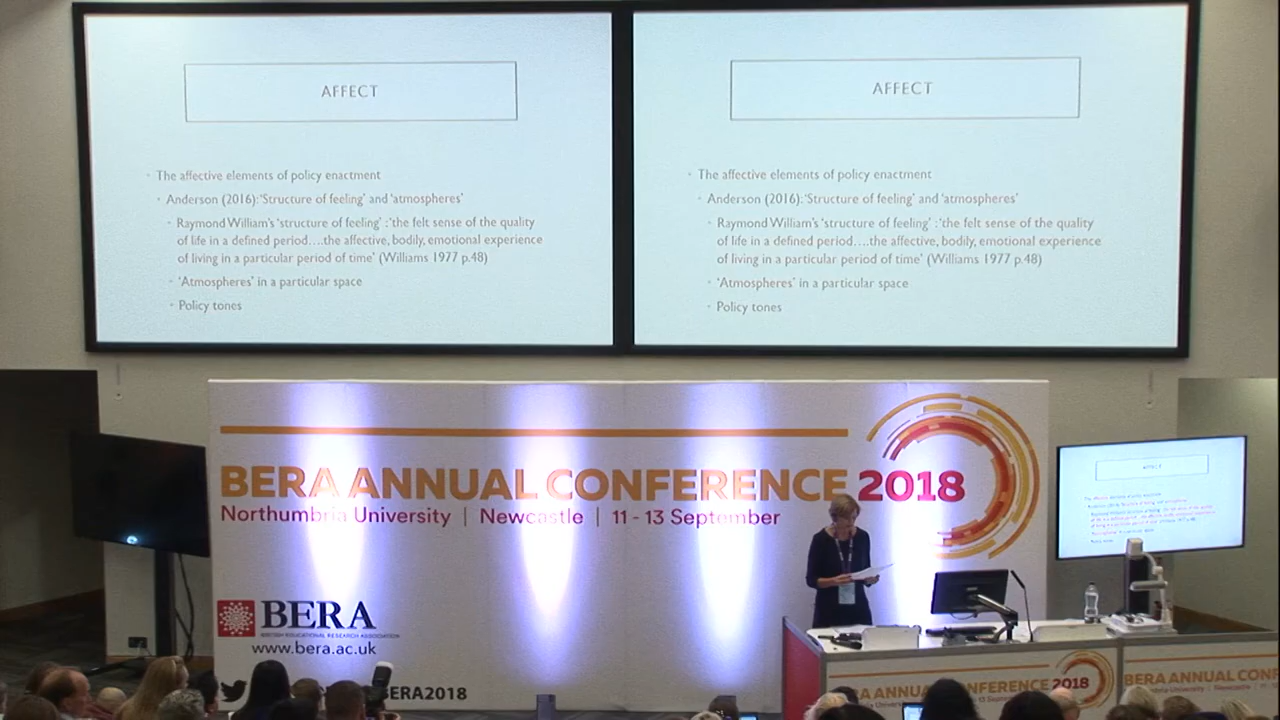 AFFECT
The affective elements of policy enactment
Anderson (2016): 'Structure of feeling' and 'atmospheres'
Raymond William's 'structure of feeling' : 'the felt sense of the quality
of life in a defined period....the affective, bodily, emotional experience
of living in a particular period of time' (Williams 1977 p.48)
'Atmospheres' in a particular space
Policy tones
AFFECT
The affective elements of policy enactment
Anderson (2016): 'Structure of feeling' and 'atmospheres'
Raymond William's 'structure of feeling' : 'the felt sense of the quality
of life in a defined period....the affective, bodily, emotional experience
of living in a particular period of time' (Williams 1977 p.48)
'Atmospheres' in a particular space
Policy tones
BERA ANNUAL CONFERENCE 2018
Northumbria University | Newcastle | 11 - 13 September
AFFECT
BERA
BRITISH EDUCATIONAL RESEARCH ASSOCIATION
www.bera.ac.uk
BERA2018
BERA ANNUAL CONFERENCE 2018
BERA ANNUAL CONFERENCE